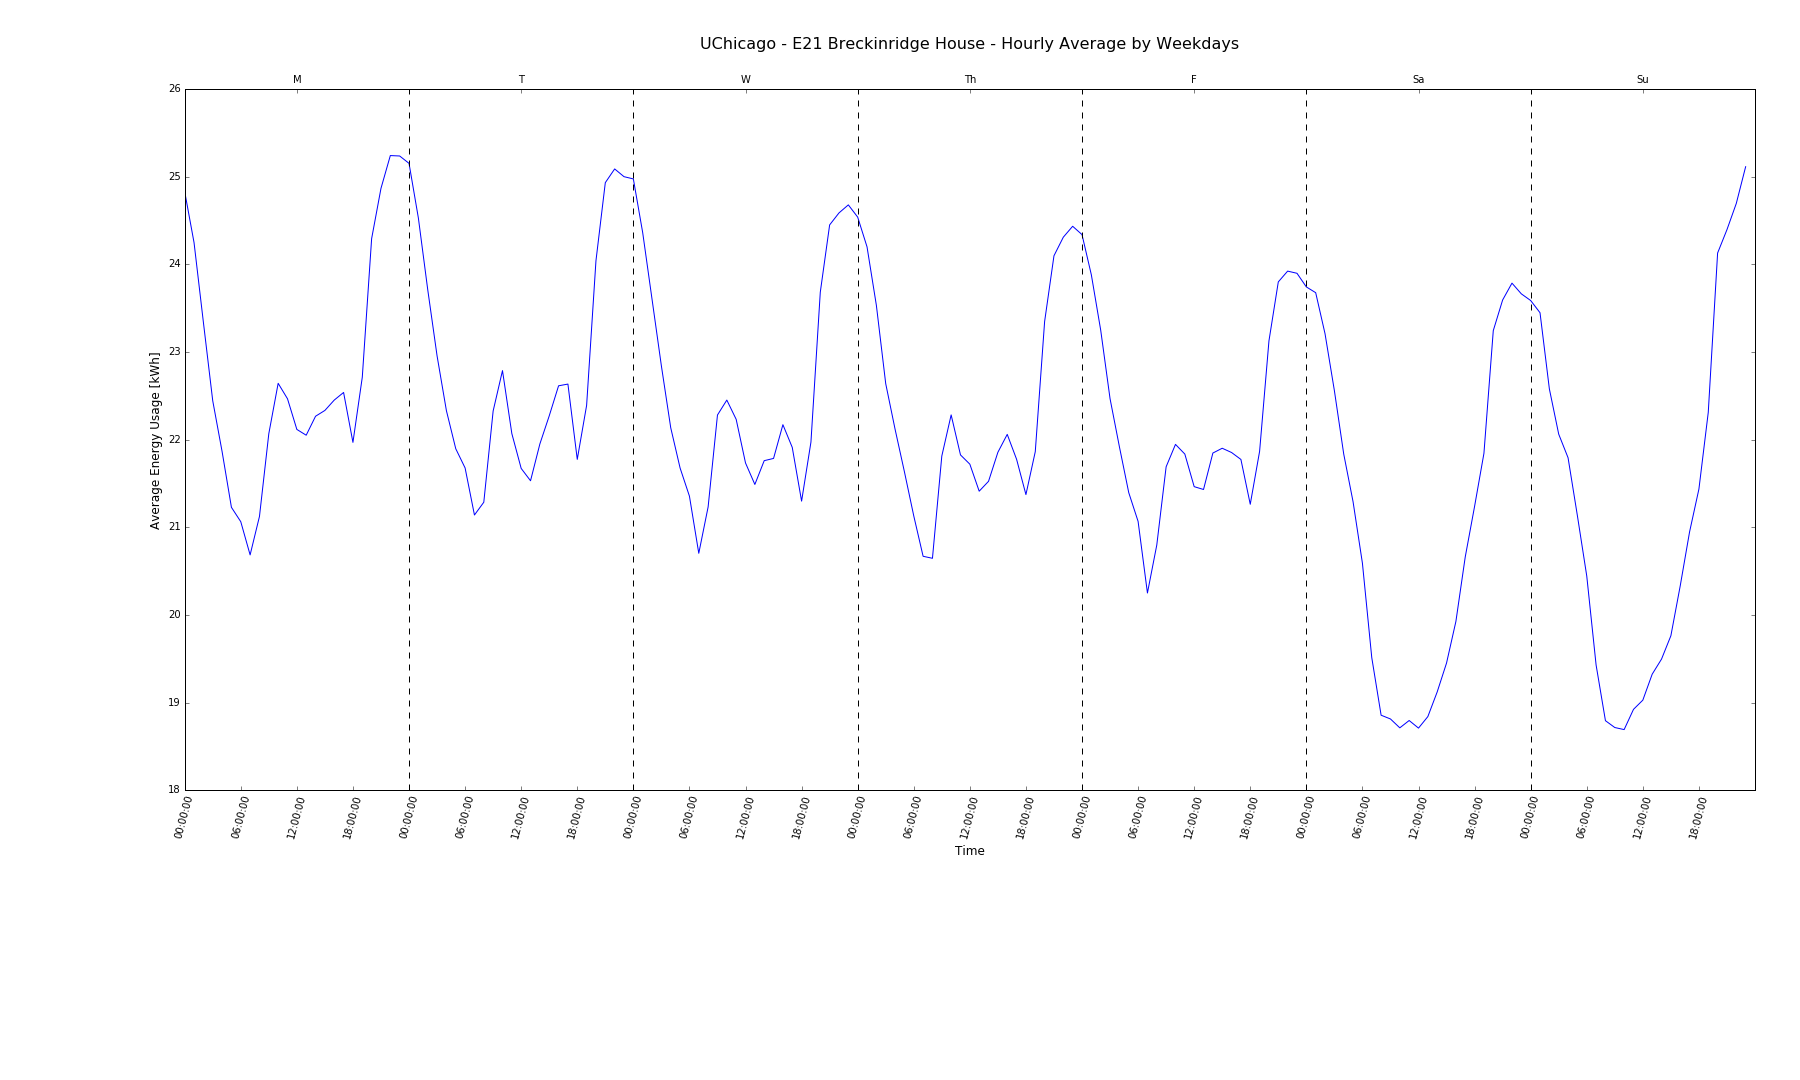 UChicago - E21 Breckinridge House - Hourly Average by Weekdays
M T W Th F Sa Su
26
25
24
23
22
21
20
19
18
Average Energy Usage [kWh]
00:00:00 06:00:00 12:00:00 18:00:00 00:00:00 06:00:00 12:00:00 18:00:00 00:00:00 06:00:00 12:00:00 18:00:00 00:00:00 06:00:00 12:00:00 18:00:00 00:00:00 06:00:00 12:00:00 18:00:00 00:00:00 06:00:00 12:00:00 18:00:00 00:00:00 06:00:00 12:00:00 18:00:00
Time